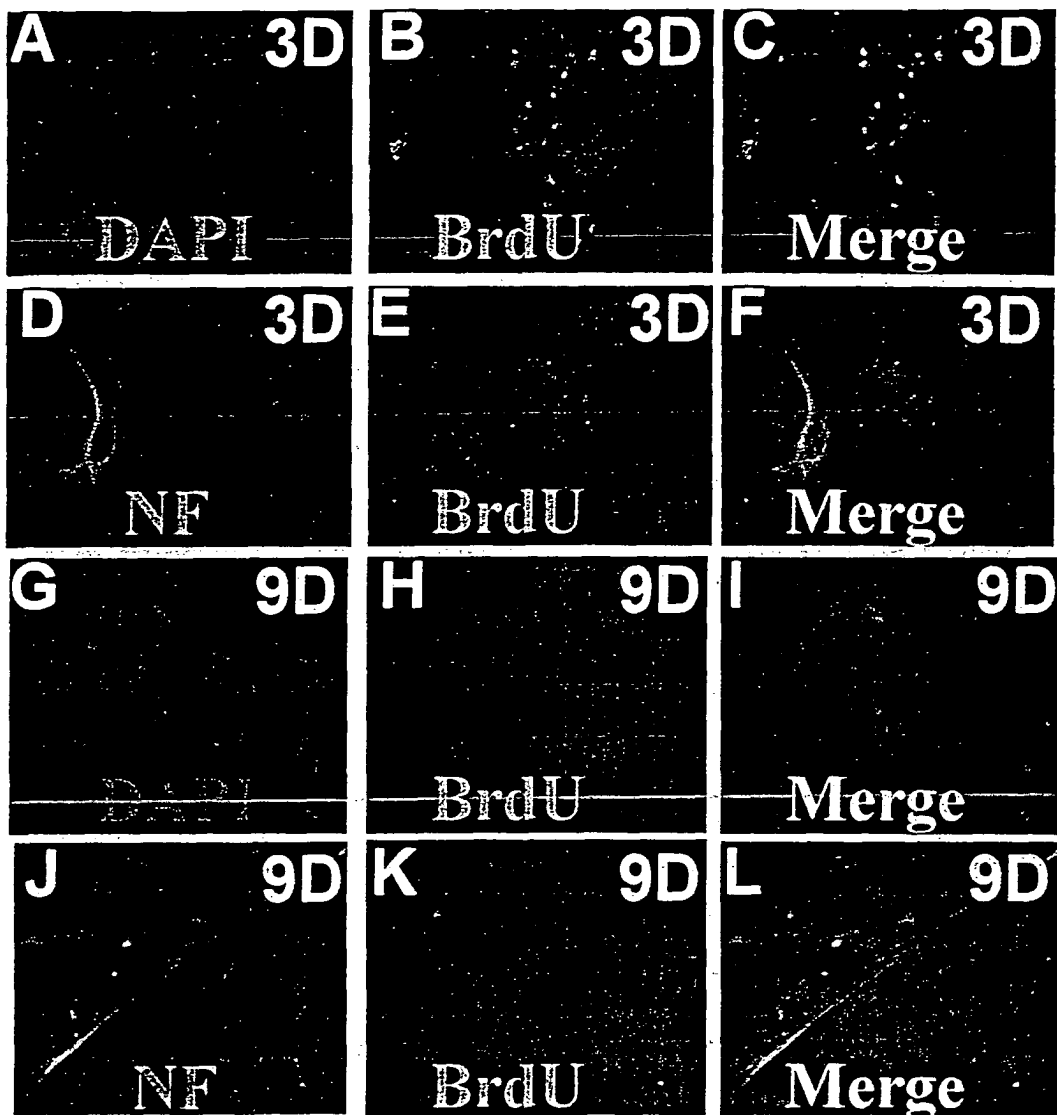 A 3D B 3D C 3D
DAPI BrdU Merge
D 3D E 3D F 3D
NF BrdU Merge
G 9D H 9D I 9D
DAPI BrdU Merge
J 9D K 9D L 9D
NF BrdU Merge